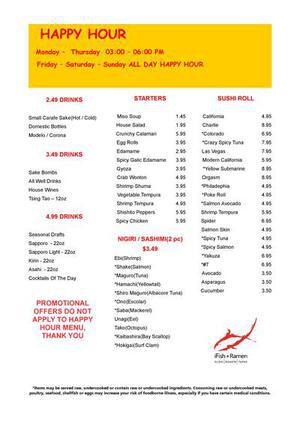 HAPPY HOUR
Monday - Thursday 03:00 - 06:00 PM
Friday - Saturday - Sunday ALL DAY HAPPY HOUR
2.49 DRINKS
Small Carafe Sake(Hot / Cold)
Domestic Bottles
Modelo / Corona
3.49 DRINKS
Sake Bombs
All Well Drinks
House Wines
Tsing Tao – 12oz
4.99 DRINKS
Seasonal Drafts
Sapporo - 22oz
Sapporo Light - 22oz
Kirin - 22oz
Asahi - 22oz
Cocktails Of The Day
PROMOTIONAL
OFFERS DO NOT
APPLY TO HAPPY
HOUR MENU,
THANK YOU
STARTERS
Miso Soup 1.45
House Salad 1.95
Crunchy Calamari 5.95
Egg Rolls 3.95
Edamame 2.95
Spicy Galic Edamame 3.95
Gyoza 3.95
Crab Wonton 4.95
Shrimp Shuma 3.95
Vegetable Tempura 3.95
Shrimp Tempura 4.95
Shishito Peppers 5.95
Spicy Chicken 5.95
NIGIRI / SASHIMI(2 pc)
$3.49
Ebi(Shrimp)
*Shake(Salmon)
*Maguro(Tuna)
*Hamachi(Yellowtail)
*Shiro Maguro(Albacore Tuna)
*Ono(Escolar)
*Saba(Mackerel)
Unagi(Eel)
Tako(Octopus)
*Kaibashira(Bay Scallop)
*Hokigai(Surf Clam)
SUSHI ROLL
California 4.95
Charlie 8.95
*Colorado 6.95
*Crazy Spicy Tuna 7.95
Las Vegas 7.95
Modern California 5.95
*Yellow Submarine 8.95
Orgasm 8.95
*Philadephia 4.95
*Poke Roll 4.95
*Salmon Avocado 4.95
Shrimp Tempura 5.95
Spider 6.95
Salmon Skin 4.95
*Spicy Tuna 4.95
*Spicy Salmon 4.95
*Yakuza 6.95
*#7 6.95
Avocado 3.50
Asparagus 3.50
Cucumber 3.50
iFish+Ramen
*Items may be served raw, undercooked or contain raw or undercooked ingredients. Consuming raw or undercooked meats,
poultry, seafood, shellfish or eggs may increase your risk of foodborne illness, especially if you have certain medical conditions.